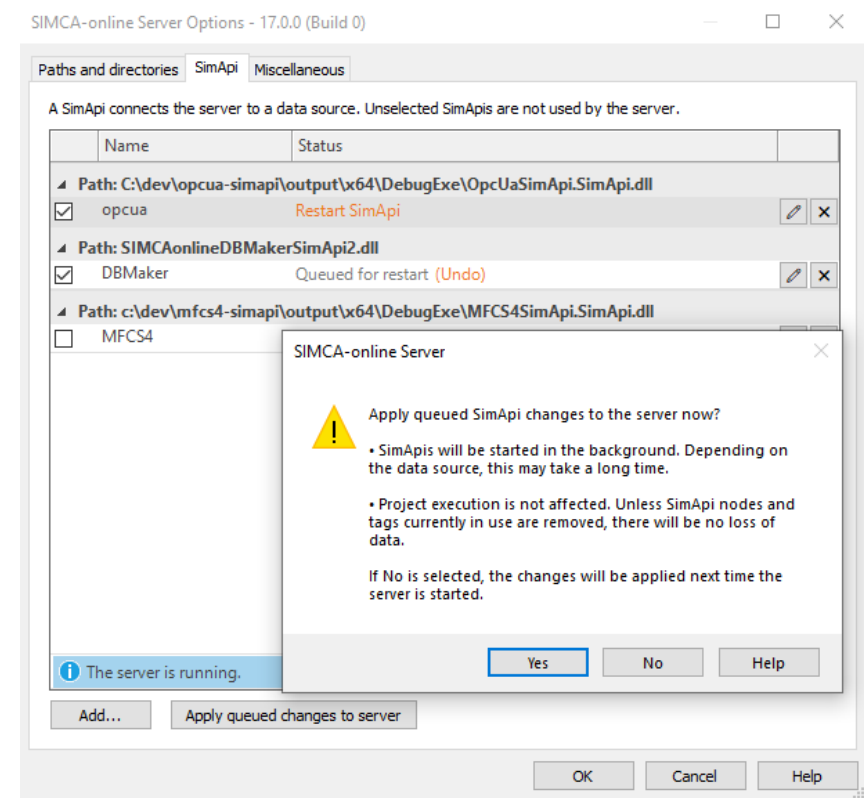 SIMCA-online Server Options - 17.0.0 (Build 0)
Paths and directories SimApi Miscellaneous
A SimApi connects the server to a data source. Unselected SimApis are not used by the server.
Name Status
Path: C:\dev\opcua-simapi\output\x64\DebugExe\OpcUaSimApi.SimApi.dll
opcua Restart SimApi
Path: SIMCAonlineDBMakerSimApi2.dll
DBMaker Queued for restart (Undo)
Path: c:\dev\mfcs4-simapi\output\x64\DebugExe\MFCS4SimApi.SimApi.dll
MFCS4
SIMCA-online Server
Apply queued SimApi changes to the server now?
• SimApis will be started in the background. Depending on
the data source, this may take a long time.
• Project execution is not affected. Unless SimApi nodes and
tags currently in use are removed, there will be no loss of
data.
If No is selected, the changes will be applied next time the
server is started.
Yes No Help
The server is running.
Add... Apply queued changes to server
OK Cancel Help